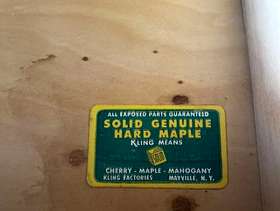 ALL EXPOSED PARTS GUARANTEED
SOLID GENUINE
HARD MAPLE
KLING MEANS
CHERRY - MAPLE - MAHOGANY
KLING FACTORIES MAYVILLE, N. Y.